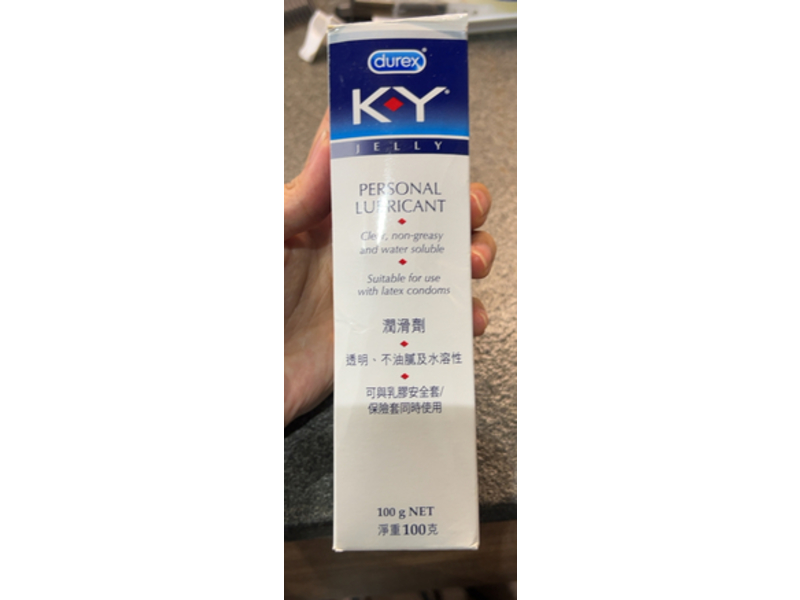 durex®
K♦Y®
JELLY
PERSONAL
LUBRICANT
Clear, non-greasy
and water soluble
Suitable for use
with latex condoms
潤滑劑
透明、不油膩及水溶性
可與乳膠安全套/
保險套同時使用
100 g NET
淨重100克